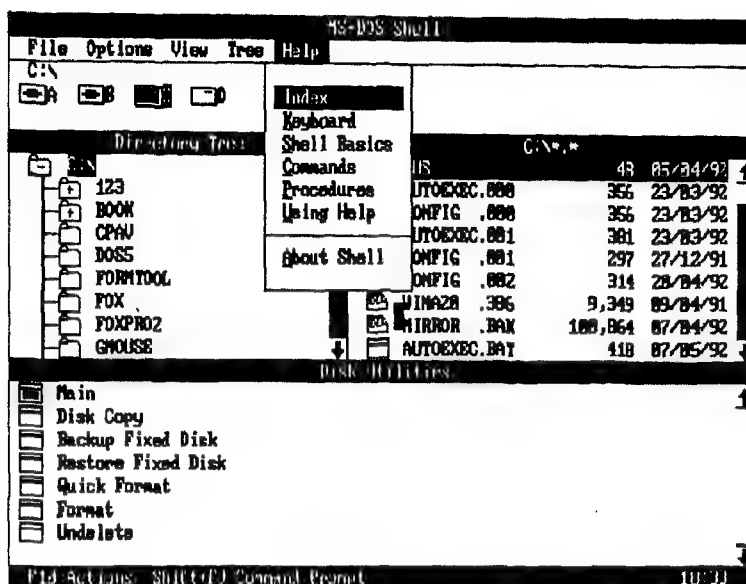 MS-DOS Shell
File Options View Tree Help
C:\
A B C D
Index
Keyboard
Shell Basics
Commands
Procedures
Using Help
About Shell
Directory Tree
C:\
123
BOOK
CPAV
DOS5
FORMTOOL
FOX
FOXPRO2
GMOUSE
C:\*.*
48 05/04/92
UTOEXEC.000 356 23/03/92
ONFIG .000 356 23/03/92
UTOEXEC.001 381 23/03/92
ONFIG .001 297 27/12/91
ONFIG .002 314 28/04/92
WINA20 .386 9,349 09/04/91
MIRROR .BAK 100,864 07/04/92
AUTOEXEC.BAT 418 07/05/92
Disk Utilities
Main
Disk Copy
Backup Fixed Disk
Restore Fixed Disk
Quick Format
Format
Undelete
F10=Actions Shift+F9=Command Prompt